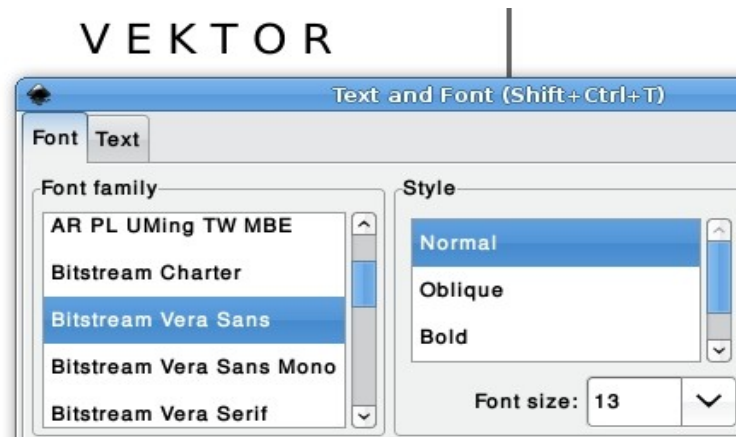 VEKTOR
Text and Font (Shift+Ctrl+T)
Font Text
Font family
AR PL UMing TW MBE
Bitstream Charter
Bitstream Vera Sans
Bitstream Vera Sans Mono
Bitstream Vera Serif
Style
Normal
Oblique
Bold
Font size: 13